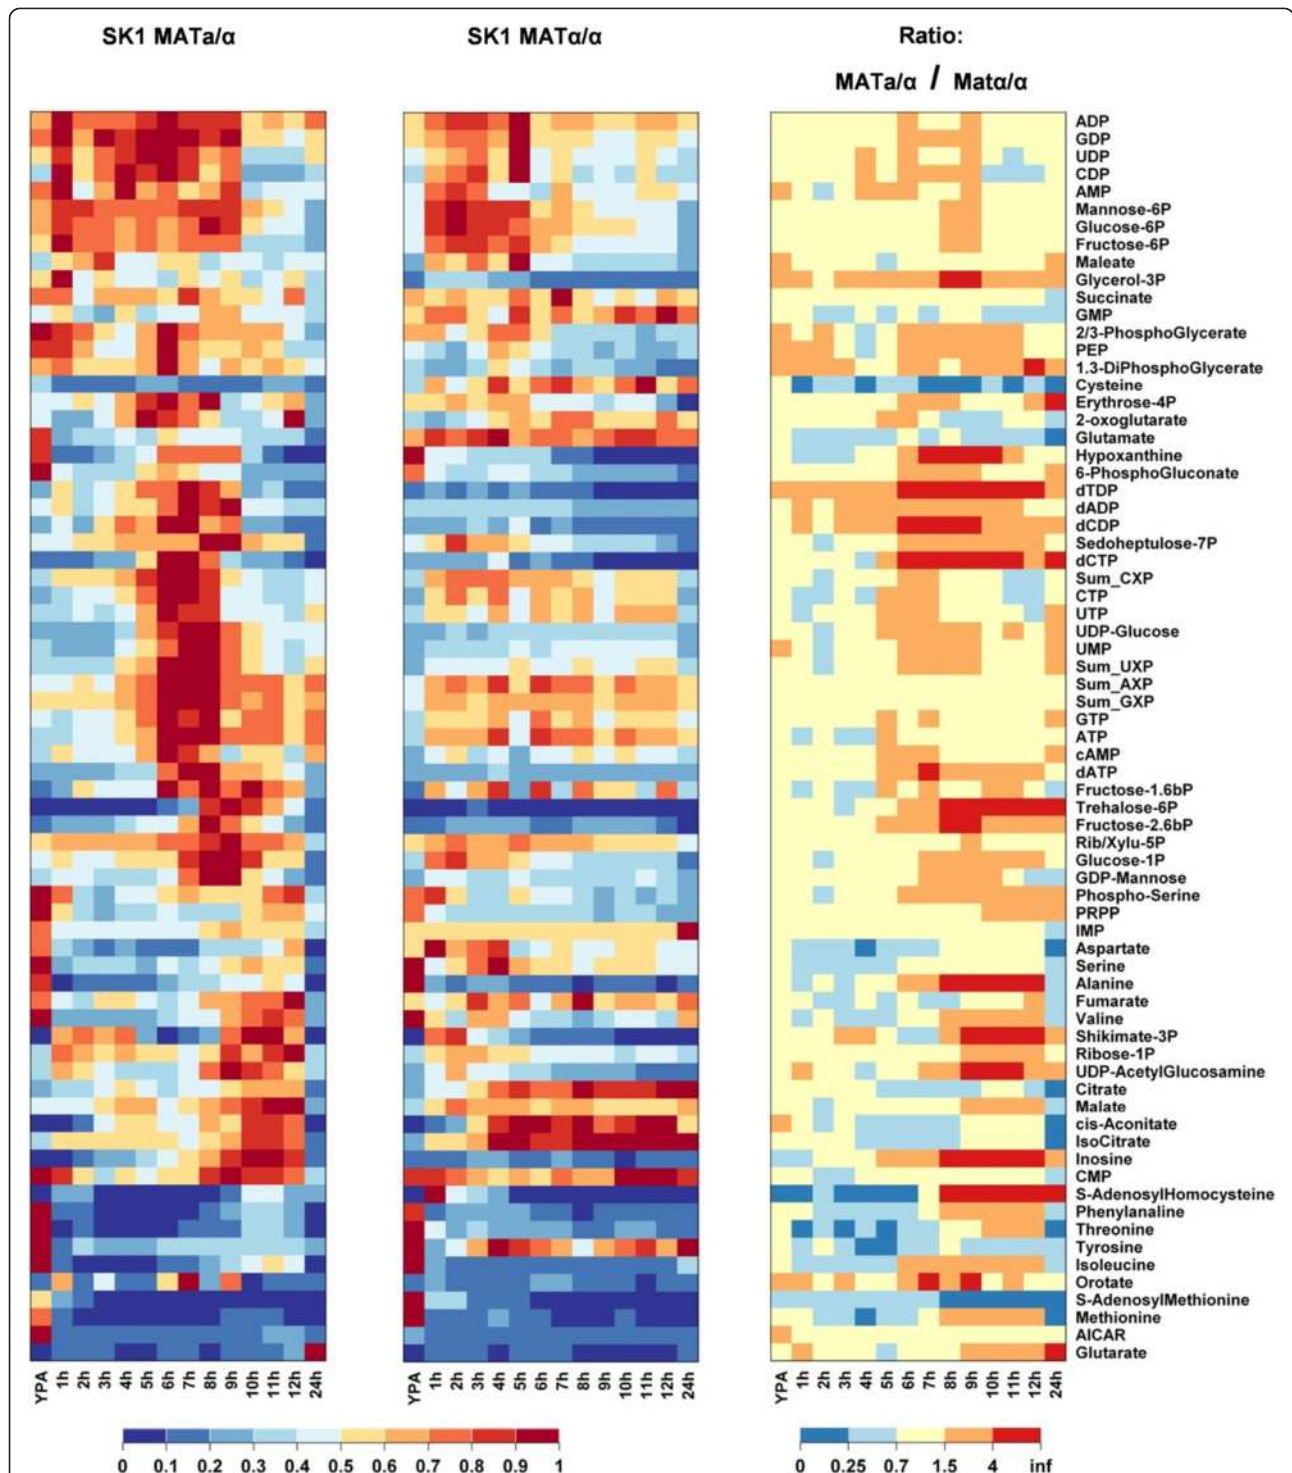 SK1 MATa/α
SK1 MATα/α
Ratio:
MATa/α / Matα/α
ADP
GDP
UDP
CDP
AMP
Mannose-6P
Glucose-6P
Fructose-6P
Maleate
Glycerol-3P
Succinate
GMP
2/3-PhosphoGlycerate
PEP
1.3-DiPhosphoGlycerate
Cysteine
Erythrose-4P
2-oxoglutarate
Glutamate
Hypoxanthine
6-PhosphoGluconate
dTDP
dADP
dCDP
Sedoheptulose-7P
dCTP
Sum_CXP
CTP
UTP
UDP-Glucose
UMP
Sum_UXP
Sum_AXP
Sum_GXP
GTP
ATP
cAMP
dATP
Fructose-1.6bP
Trehalose-6P
Fructose-2.6bP
Rib/Xylu-5P
Glucose-1P
GDP-Mannose
Phospho-Serine
PRPP
IMP
Aspartate
Serine
Alanine
Fumarate
Valine
Shikimate-3P
Ribose-1P
UDP-AcetylGlucosamine
Citrate
Malate
cis-Aconitate
IsoCitrate
Inosine
CMP
S-AdenosylHomocysteine
Phenylanaline
Threonine
Tyrosine
Isoleucine
Orotate
S-AdenosylMethionine
Methionine
AICAR
Glutarate
YPA 1h 2h 3h 4h 5h 6h 7h 8h 9h 10h 11h 12h 24h
YPA 1h 2h 3h 4h 5h 6h 7h 8h 9h 10h 11h 12h 24h
YPA 1h 2h 3h 4h 5h 6h 7h 8h 9h 10h 11h 12h 24h
0 0.1 0.2 0.3 0.4 0.5 0.6 0.7 0.8 0.9 1
0 0.25 0.7 1.5 4 inf